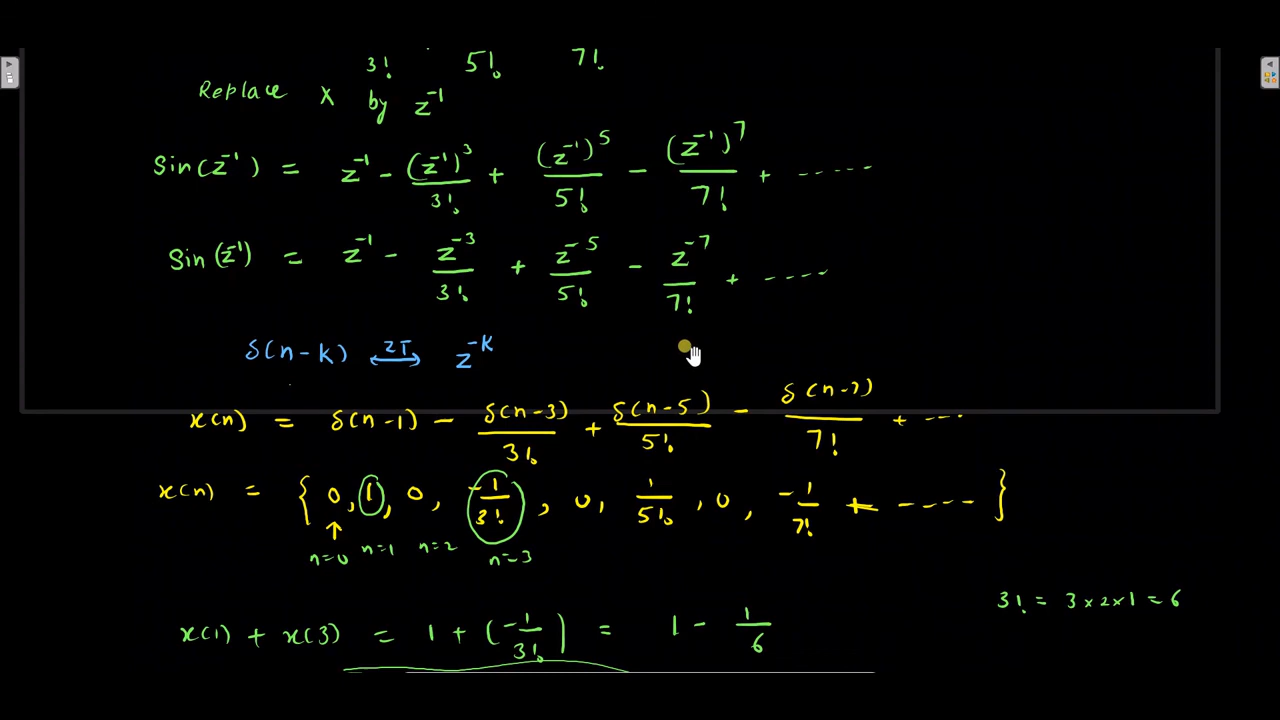 3! 5! 7!
Replace x by z⁻¹
Sin(z⁻¹) = z⁻¹ - (z⁻¹)³/3! + (z⁻¹)⁵/5! - (z⁻¹)⁷/7! + -----
Sin(z⁻¹) = z⁻¹ - z⁻³/3! + z⁻⁵/5! - z⁻⁷/7! + ----
δ(n-k) ⟷ZT z⁻ᴷ
x(n) = δ(n-1) - δ(n-3)/3! + δ(n-5)/5! - δ(n-7)/7! + ---
x(n) = { 0, 1, 0, -1/3!, 0, 1/5!, 0, -1/7! + ---- }
↑
n=0 n=1 n=2 n=3
3! = 3×2×1 = 6
x(1) + x(3) = 1 + (-1/3!) = 1 - 1/6